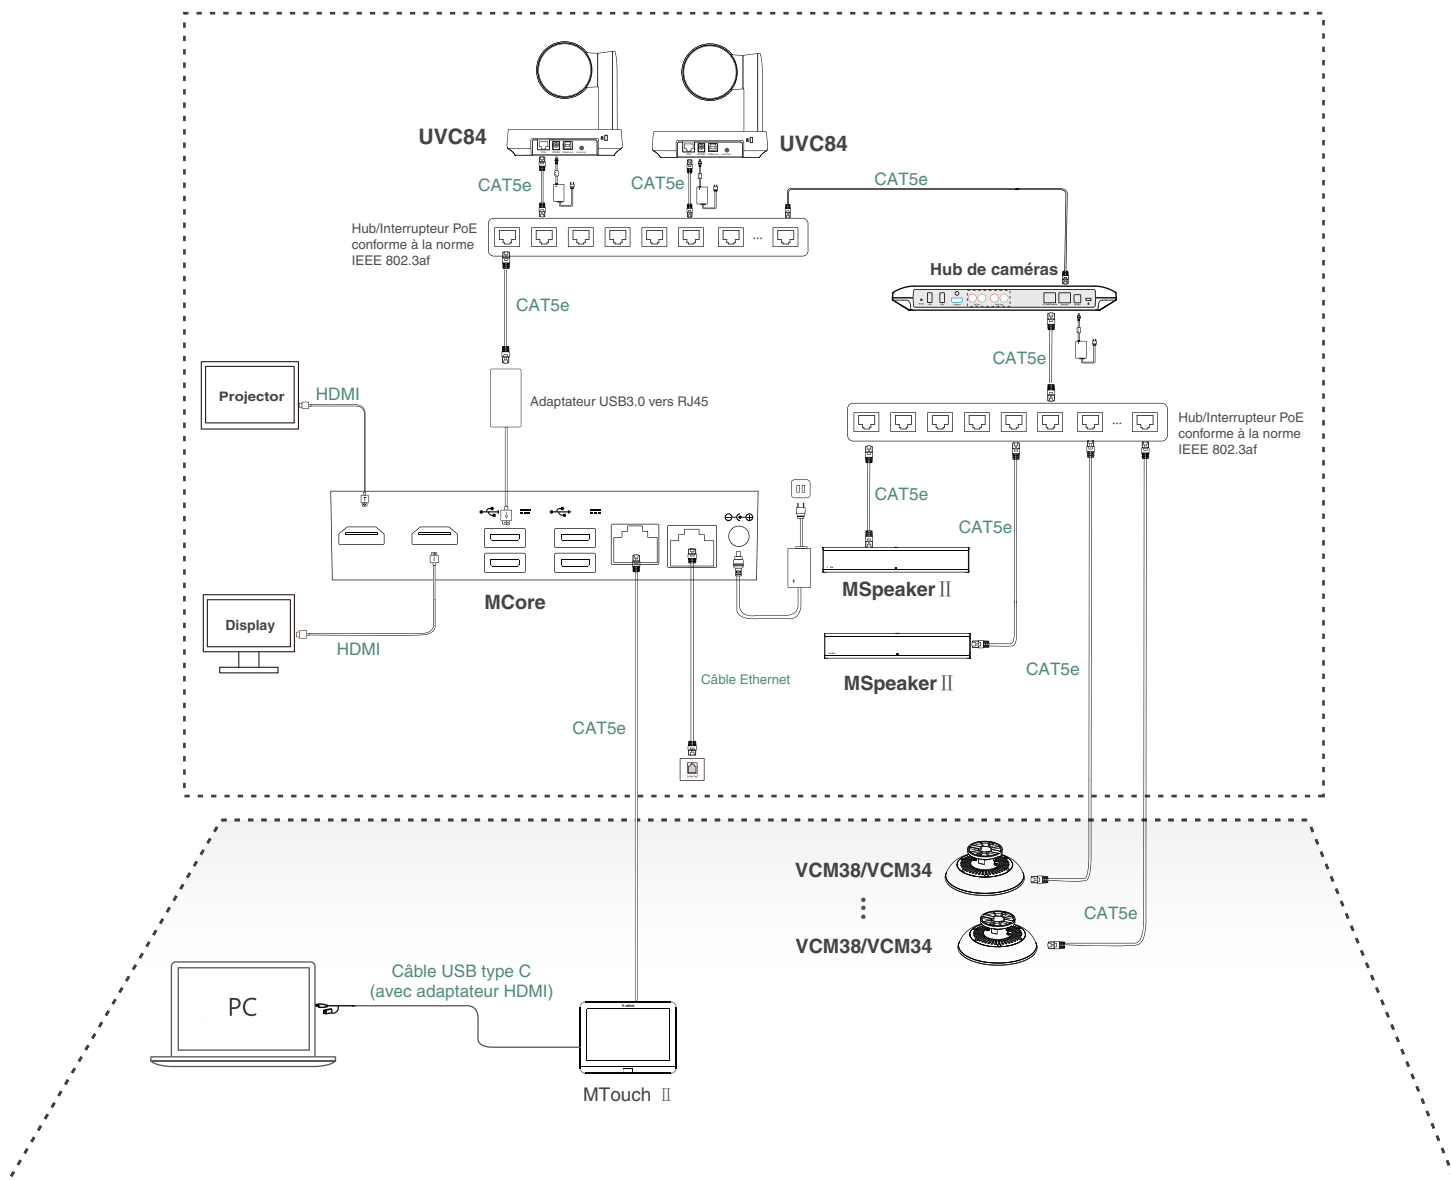 UVC84
UVC84
CAT5e
CAT5e
CAT5e
Hub/Interrupteur PoE
conforme à la norme
IEEE 802.3af
Hub de caméras
CAT5e
CAT5e
Projector
HDMI
Adaptateur USB3.0 vers RJ45
Hub/Interrupteur PoE
conforme à la norme
IEEE 802.3af
CAT5e
CAT5e
MSpeaker Ⅱ
MCore
Display
HDMI
CAT5e
Câble Ethernet
MSpeaker Ⅱ
CAT5e
VCM38/VCM34
CAT5e
VCM38/VCM34
Câble USB type C
(avec adaptateur HDMI)
PC
MTouch Ⅱ